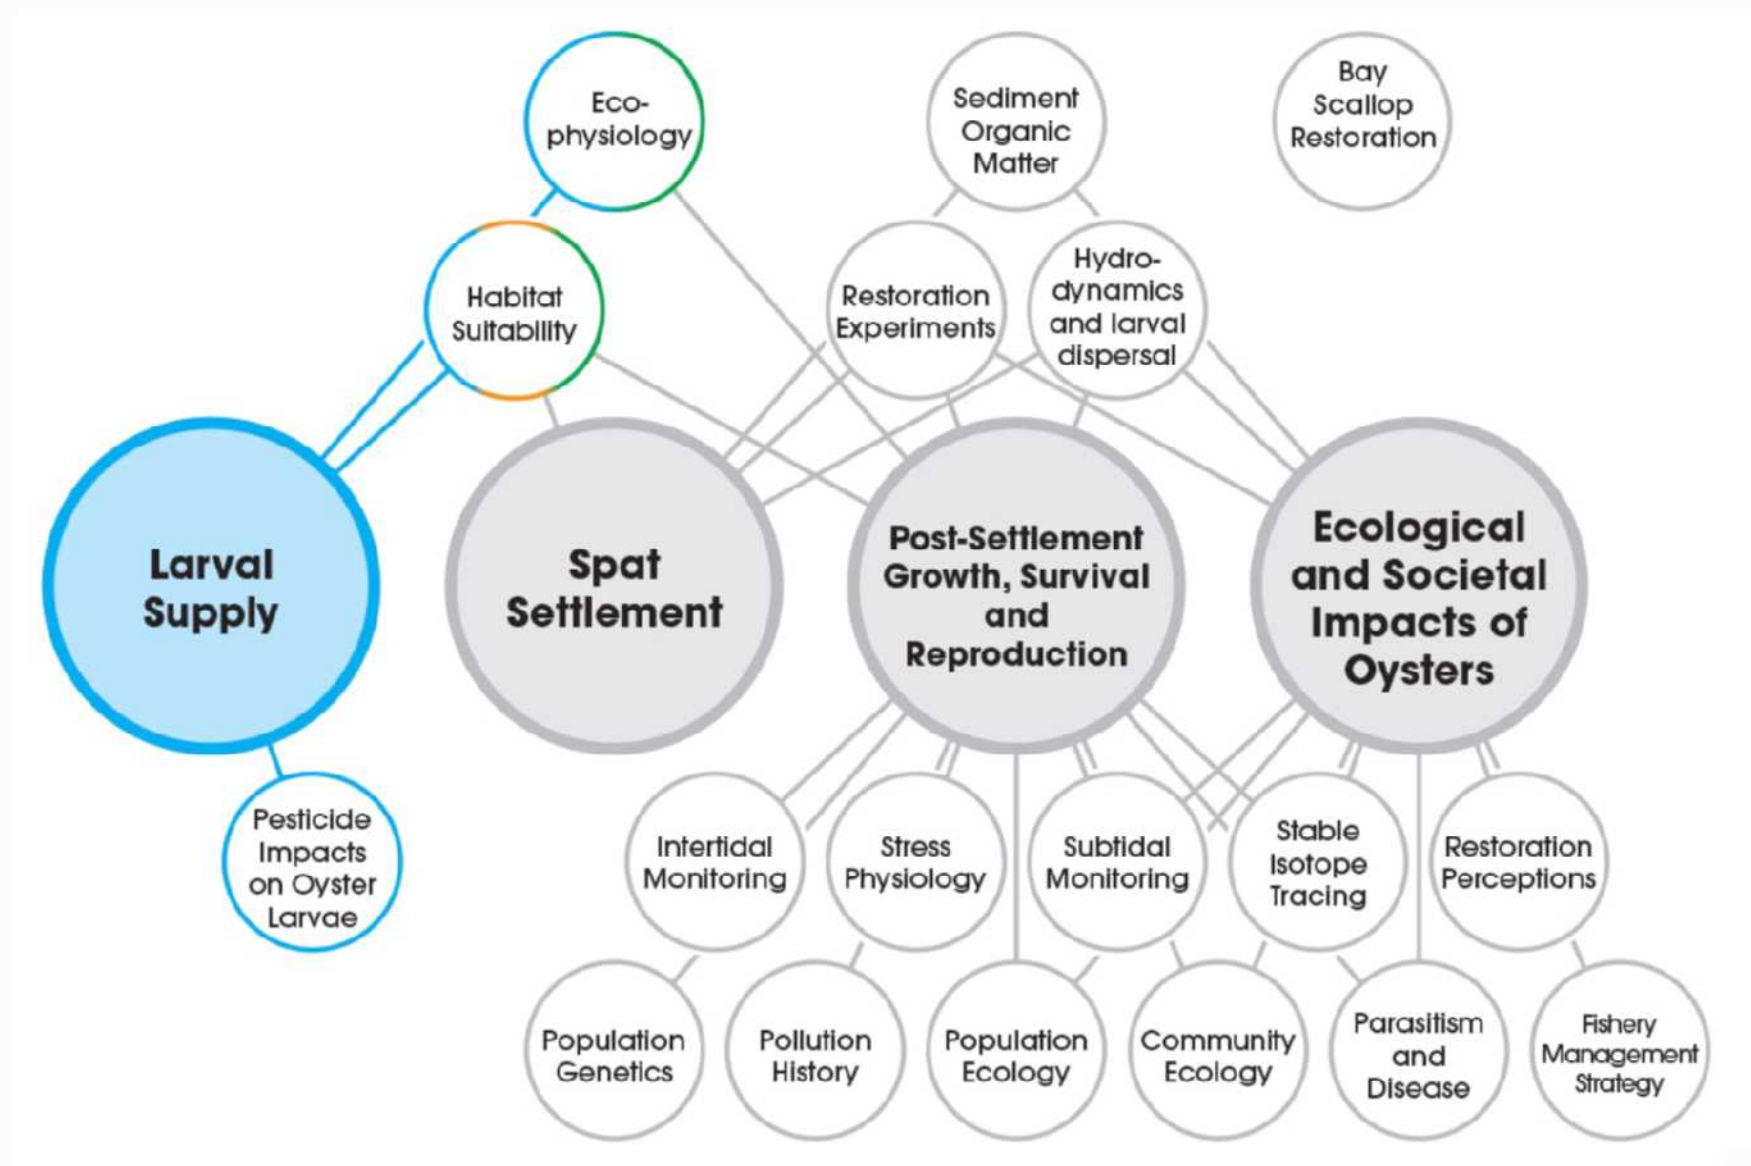 Eco-
physiology
Sediment
Organic
Matter
Bay
Scallop
Restoration
Habitat
Suitability
Restoration
Experiments
Hydro-
dynamics
and larval
dispersal
Larval
Supply
Spat
Settlement
Post-Settlement
Growth, Survival
and
Reproduction
Ecological
and Societal
Impacts of
Oysters
Pesticide
Impacts
on Oyster
Larvae
Intertidal
Monitoring
Stress
Physiology
Subtidal
Monitoring
Stable
Isotope
Tracing
Restoration
Perceptions
Population
Genetics
Pollution
History
Population
Ecology
Community
Ecology
Parasitism
and
Disease
Fishery
Management
Strategy